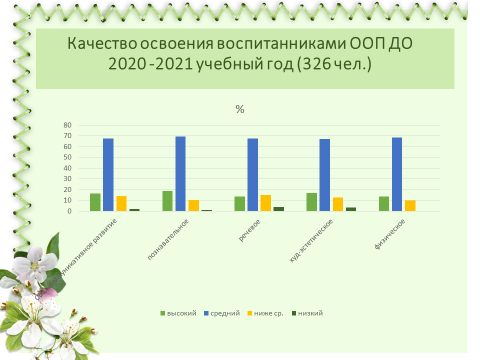 Качество освоения воспитанниками ООП ДО
2020 -2021 учебный год (326 чел.)
%
80
70
60
50
40
30
20
10
0
развитие
познавательное
речевое
худ-эстетическое
физическое
высокий средний ниже ср. низкий